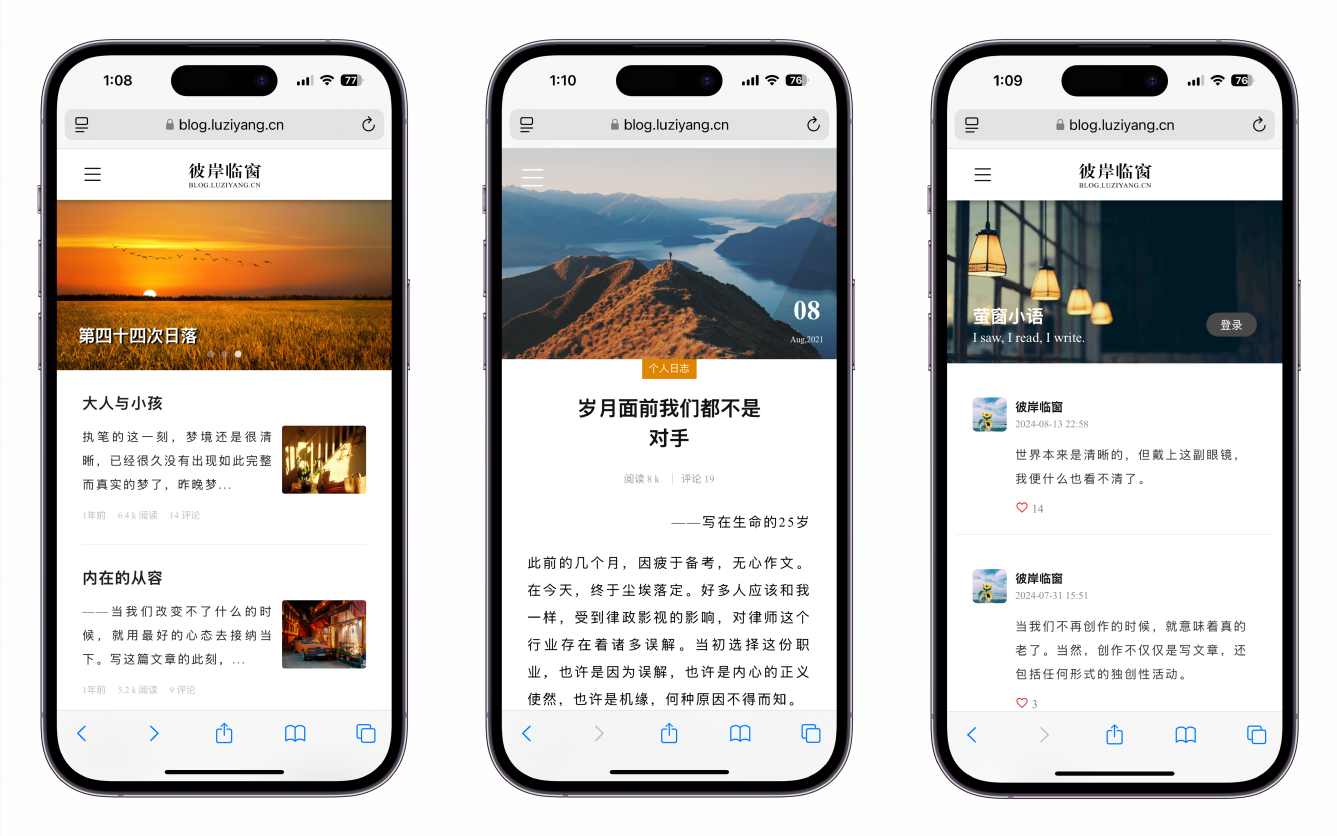 1:08
77
blog.luziyang.cn
彼岸临窗
BLOG.LUZIYANG.CN
第四十四次日落
大人与小孩
执笔的这一刻，梦境还是很清
晰，已经很久没有出现如此完整
而真实的梦了，昨晚梦...
1年前 6.4 k 阅读 14 评论
内在的从容
——当我们改变不了什么的时
候，就用最好的心态去接纳当
下。写这篇文章的此刻，...
1年前 5.2 k 阅读 9 评论
1:10
76
blog.luziyang.cn
08
Aug,2021
个人日志
岁月面前我们都不是
对手
阅读 8 k 评论 19
——写在生命的25岁
此前的几个月，因疲于备考，无心作文。
在今天，终于尘埃落定。好多人应该和我
一样，受到律政影视的影响，对律师这个
行业存在着诸多误解。当初选择这份职
业，也许是因为误解，也许是内心的正义
使然，也许是机缘，何种原因不得而知。
1:09
76
blog.luziyang.cn
彼岸临窗
BLOG.LUZIYANG.CN
萤窗小语
I saw, I read, I write.
登录
彼岸临窗
2024-08-13 22:58
世界本来是清晰的，但戴上这副眼镜，
我便什么也看不清了。
14
彼岸临窗
2024-07-31 15:51
当我们不再创作的时候，就意味着真的
老了。当然，创作不仅仅是写文章，还
包括任何形式的独创性活动。
3